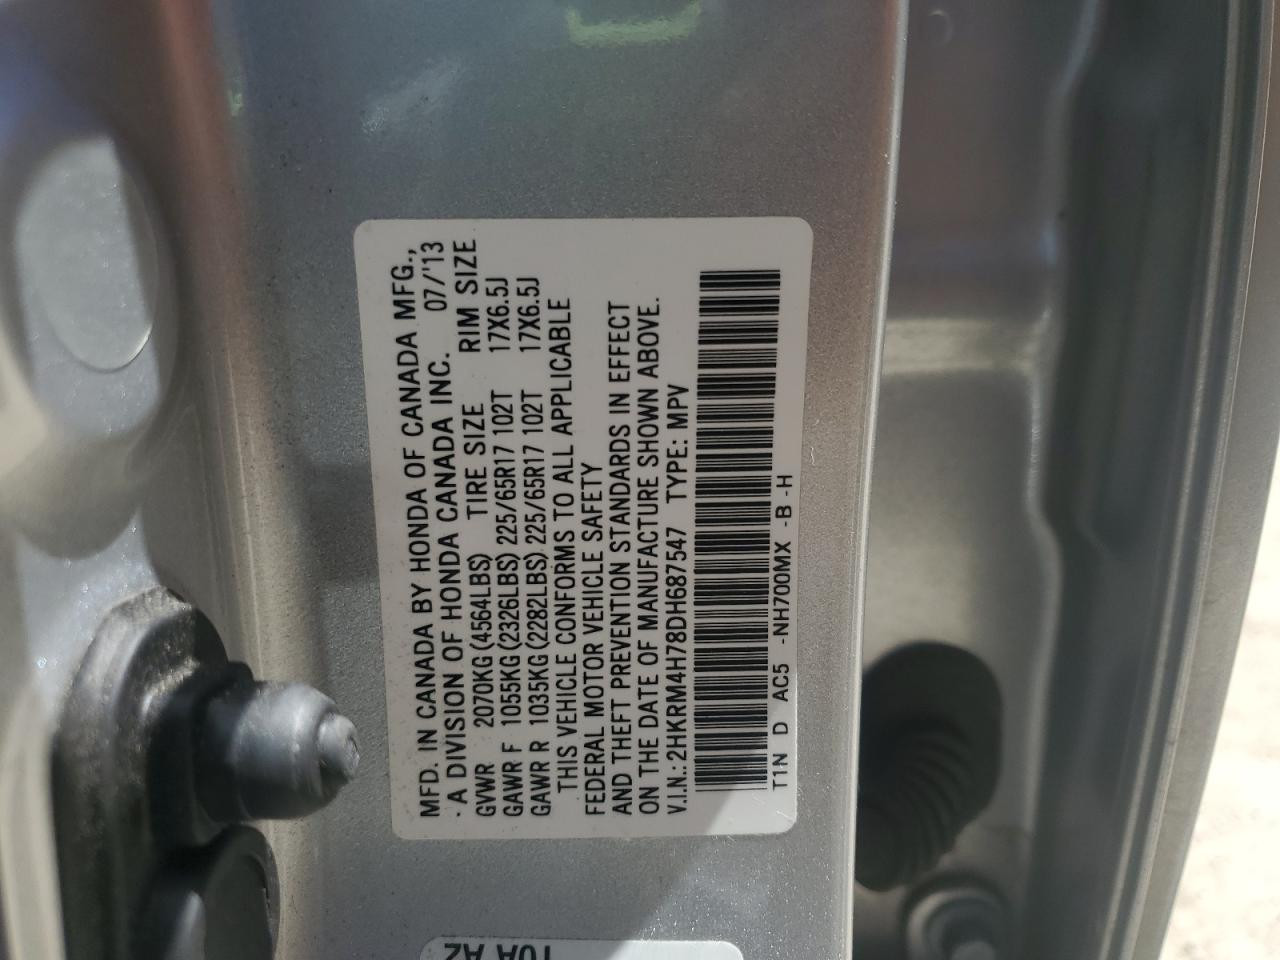 MFD. IN CANADA BY HONDA OF CANADA MFG.,
A DIVISION OF HONDA CANADA INC. 07/'13
GVWR 2070KG(4564LBS) TIRE SIZE RIM SIZE
GAWR F 1055KG(2326LBS) 225/65R17 102T 17X6.5J
GAWR R 1035KG(2282LBS) 225/65R17 102T 17X6.5J
THIS VEHICLE CONFORMS TO ALL APPLICABLE
FEDERAL MOTOR VEHICLE SAFETY
AND THEFT PREVENTION STANDARDS IN EFFECT
ON THE DATE OF MANUFACTURE SHOWN ABOVE.
V.I.N.: 2HKRM4H78DH687547 TYPE: MPV
T1N D AC5 -NH700MX -B -H